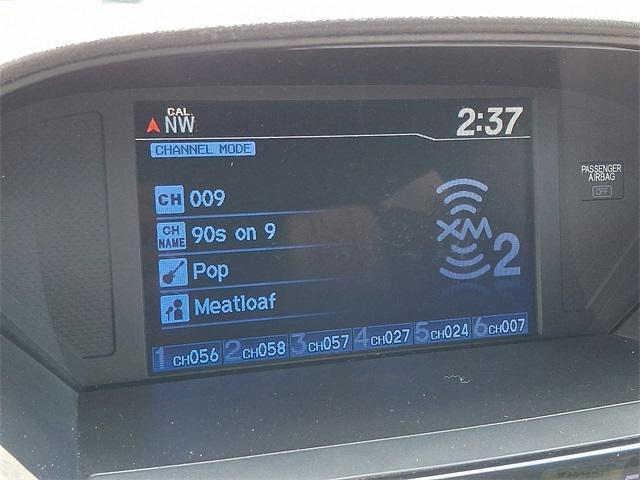 CAL.
NW
2:37
CHANNEL MODE
PASSENGER
AIRBAG
OFF
CH 009
CH NAME 90s on 9
Pop
Meatloaf
XM 2
1 CH056 2 CH058 3 CH057 4 CH027 5 CH024 6 CH007